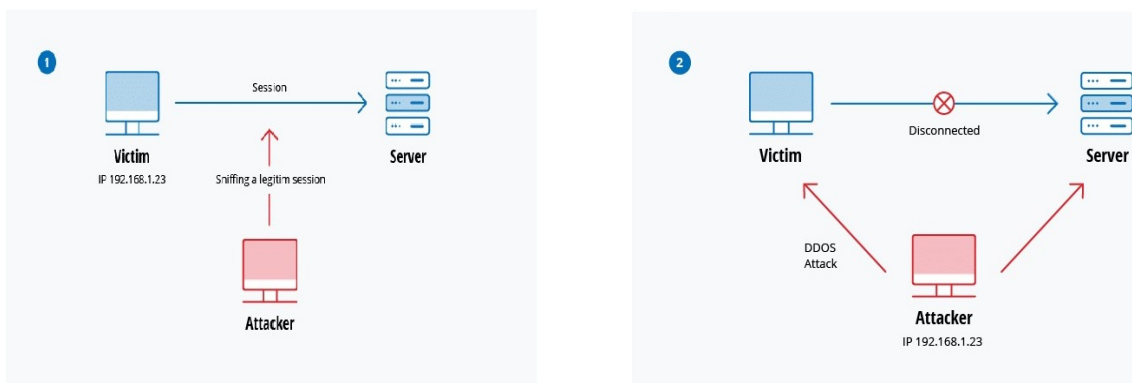 1
Session
Victim
IP 192.168.1.23
Server
Sniffing a legitim session
Attacker
2
Disconnected
Victim
Server
DDOS
Attack
Attacker
IP 192.168.1.23